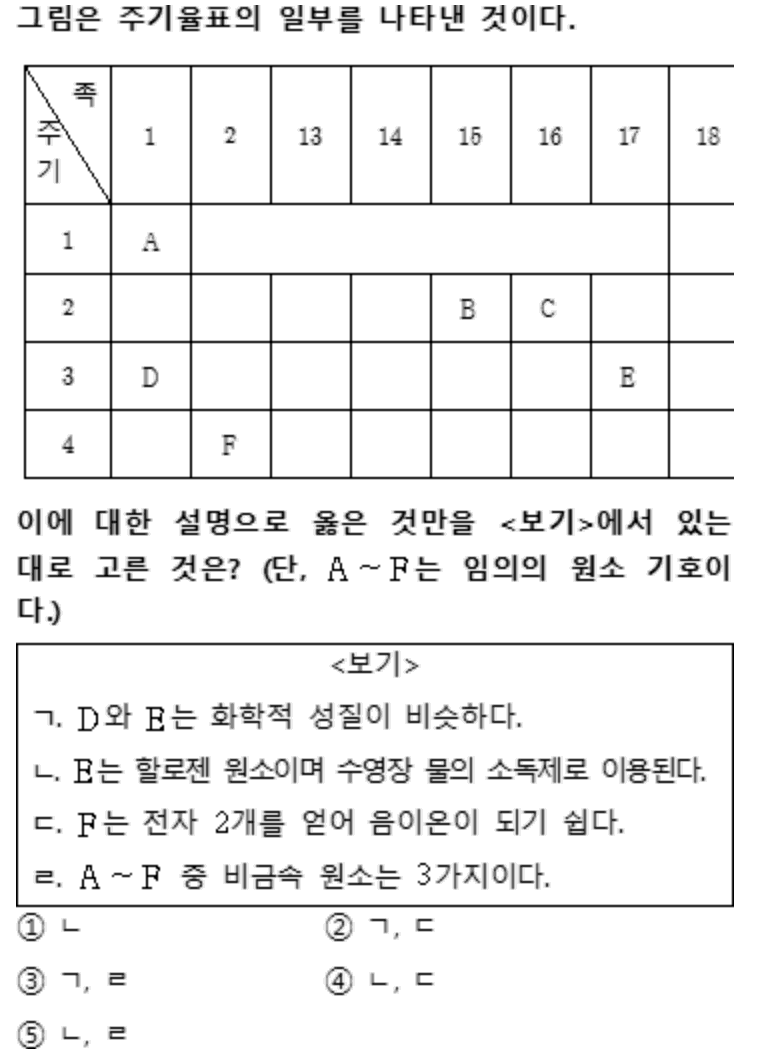 그림은 주기율표의 일부를 나타낸 것이다.
족
주기
1 2 13 14 15 16 17 18
1 A
2 B C
3 D E
4 F
이에 대한 설명으로 옳은 것만을 <보기>에서 있는
대로 고른 것은? (단, A ~ F는 임의의 원소 기호이
다.)
<보기>
ㄱ. D와 E는 화학적 성질이 비슷하다.
ㄴ. E는 할로젠 원소이며 수영장 물의 소독제로 이용된다.
ㄷ. F는 전자 2개를 얻어 음이온이 되기 쉽다.
ㄹ. A ~ F 중 비금속 원소는 3가지이다.
① ㄴ ② ㄱ, ㄷ
③ ㄱ, ㄹ ④ ㄴ, ㄷ
⑤ ㄴ, ㄹ